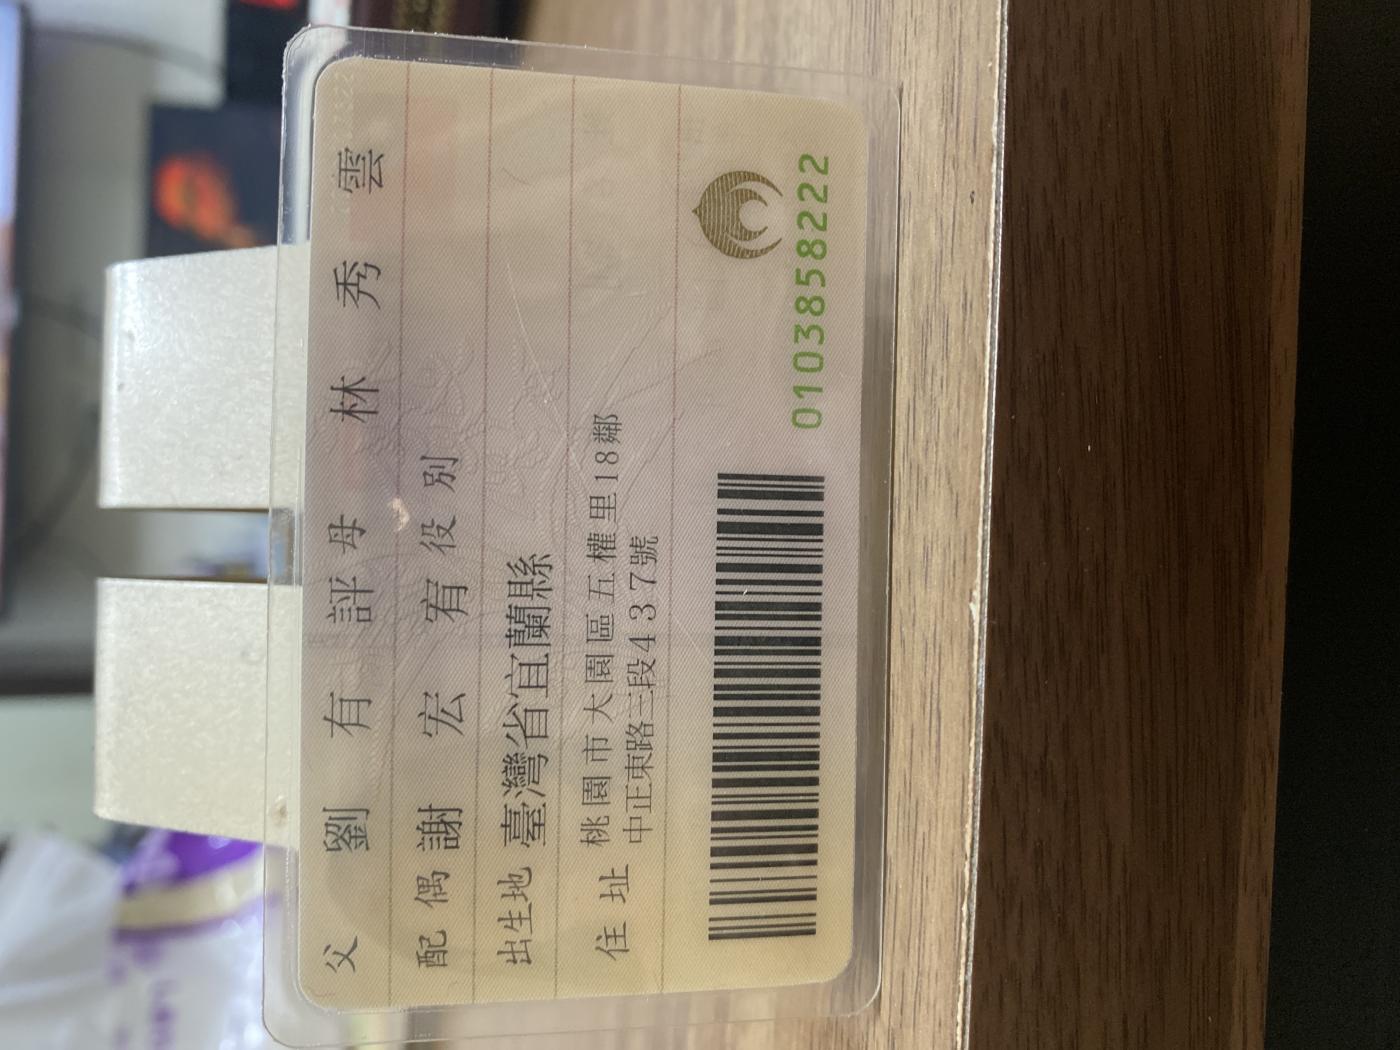 父 劉有評 母 林秀雲
配偶 謝宏宥 役別
出生地 臺灣省宜蘭縣
住址 桃園市大園區五權里18鄰
中正東路三段437號
0103858222